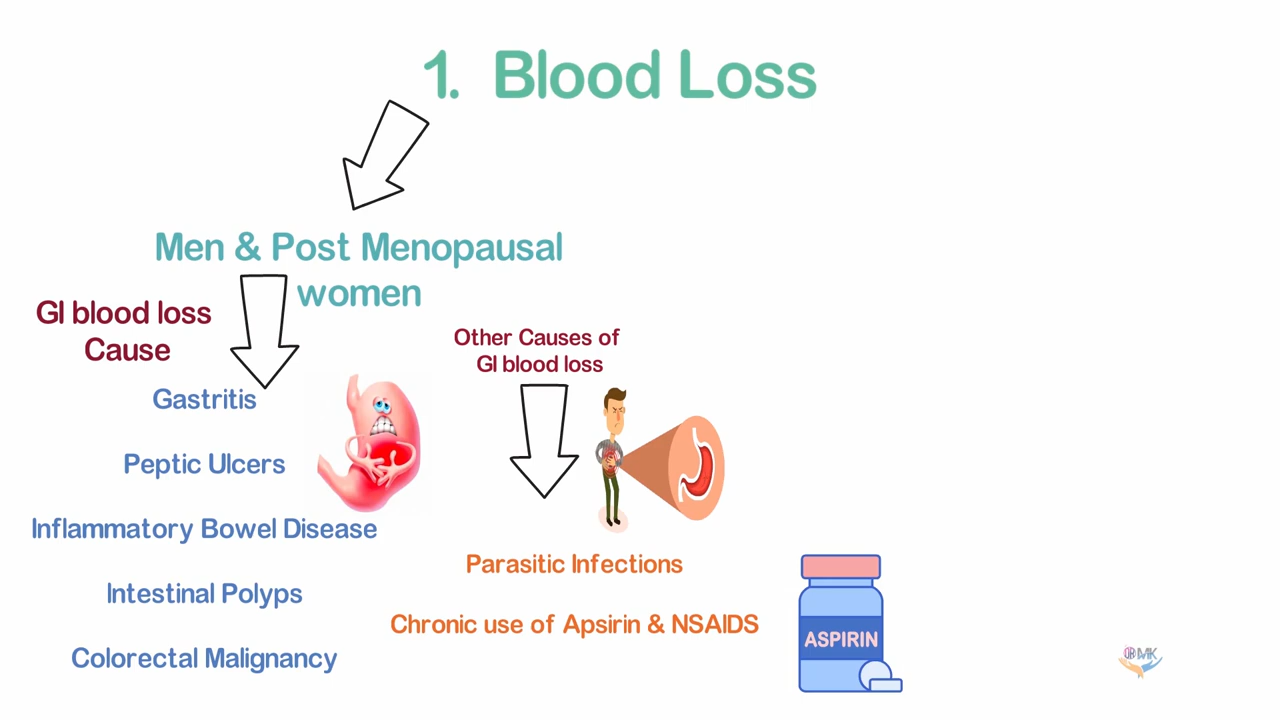 1. Blood Loss
Men & Post Menopausal
women
GI blood loss
Cause
Gastritis
Peptic Ulcers
Inflammatory Bowel Disease
Intestinal Polyps
Colorectal Malignancy
Other Causes of
GI blood loss
Parasitic Infections
Chronic use of Apsirin & NSAIDS
ASPIRIN